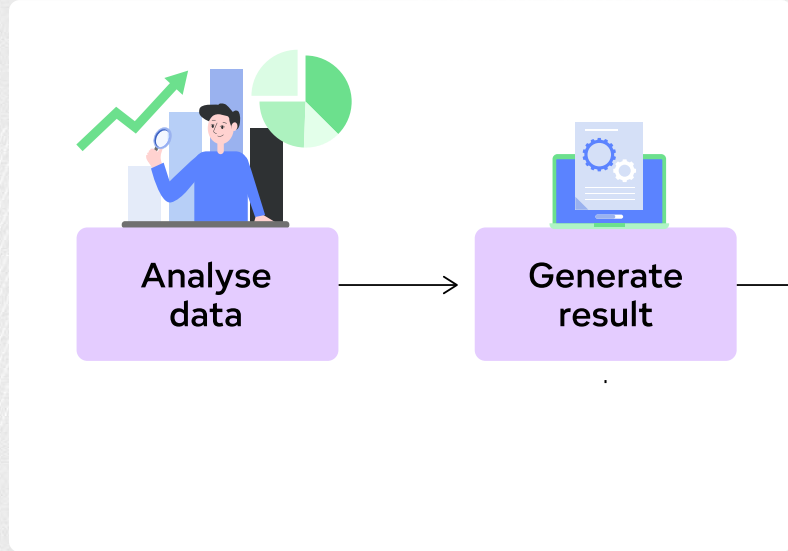 Analyse
data
Generate
result
.